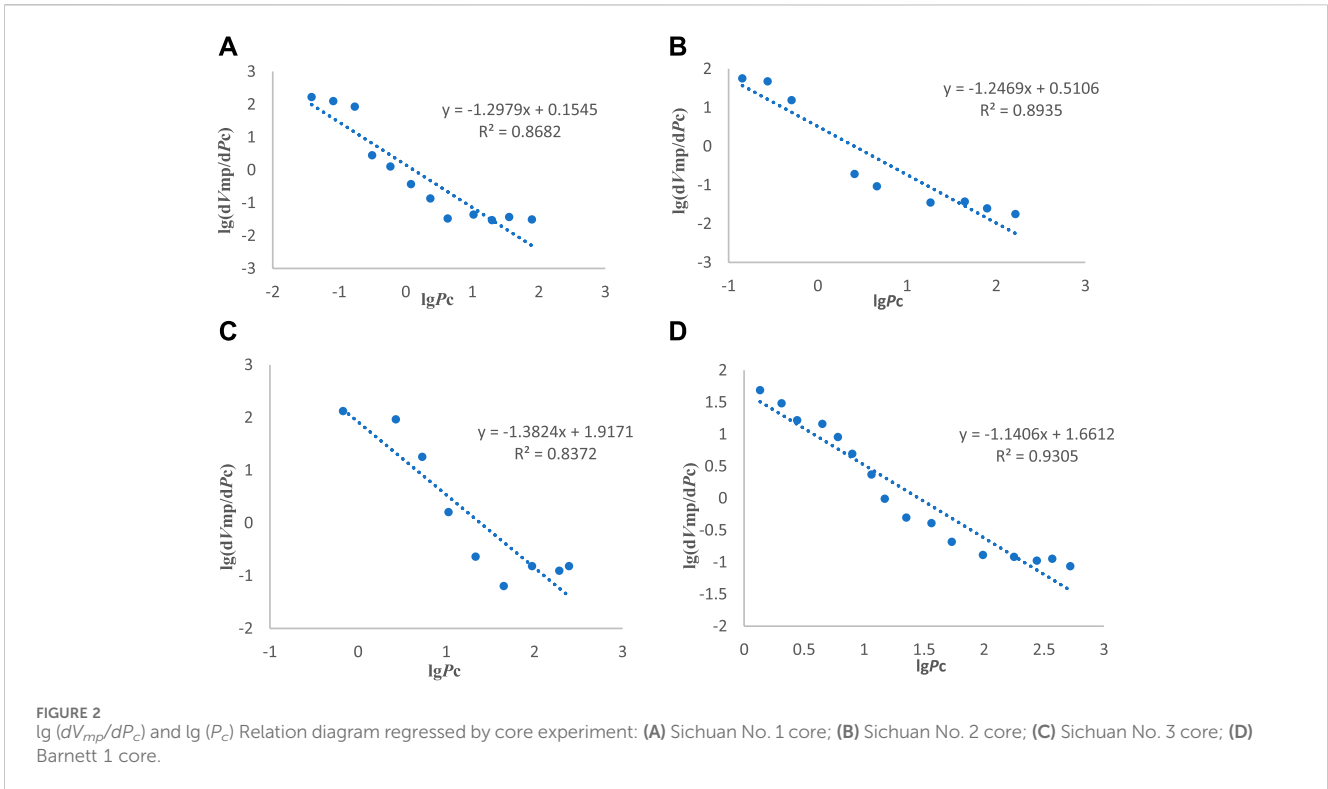 A
3
2
1
0
-1
-2
-3
-2
-1
0
1
2
3
lg(dVmp/dPc)
lgPc
y = -1.2979x + 0.1545
R² = 0.8682
B
2
1
0
-1
-2
-3
-1
0
1
2
3
lg(dVmp/dPc)
lgPc
y = -1.2469x + 0.5106
R² = 0.8935
C
3
2
1
0
-1
-2
-1
0
1
2
3
lg(dVmp/dPc)
lgPc
y = -1.3824x + 1.9171
R² = 0.8372
D
2
1.5
1
0.5
0
-0.5
-1
-1.5
-2
0
0.5
1
1.5
2
2.5
3
lg(dVmp/dPc)
lgPc
y = -1.1406x + 1.6612
R² = 0.9305
FIGURE 2
lg (dVmp/dPc) and lg (Pc) Relation diagram regressed by core experiment: (A) Sichuan No. 1 core; (B) Sichuan No. 2 core; (C) Sichuan No. 3 core; (D)
Barnett 1 core.